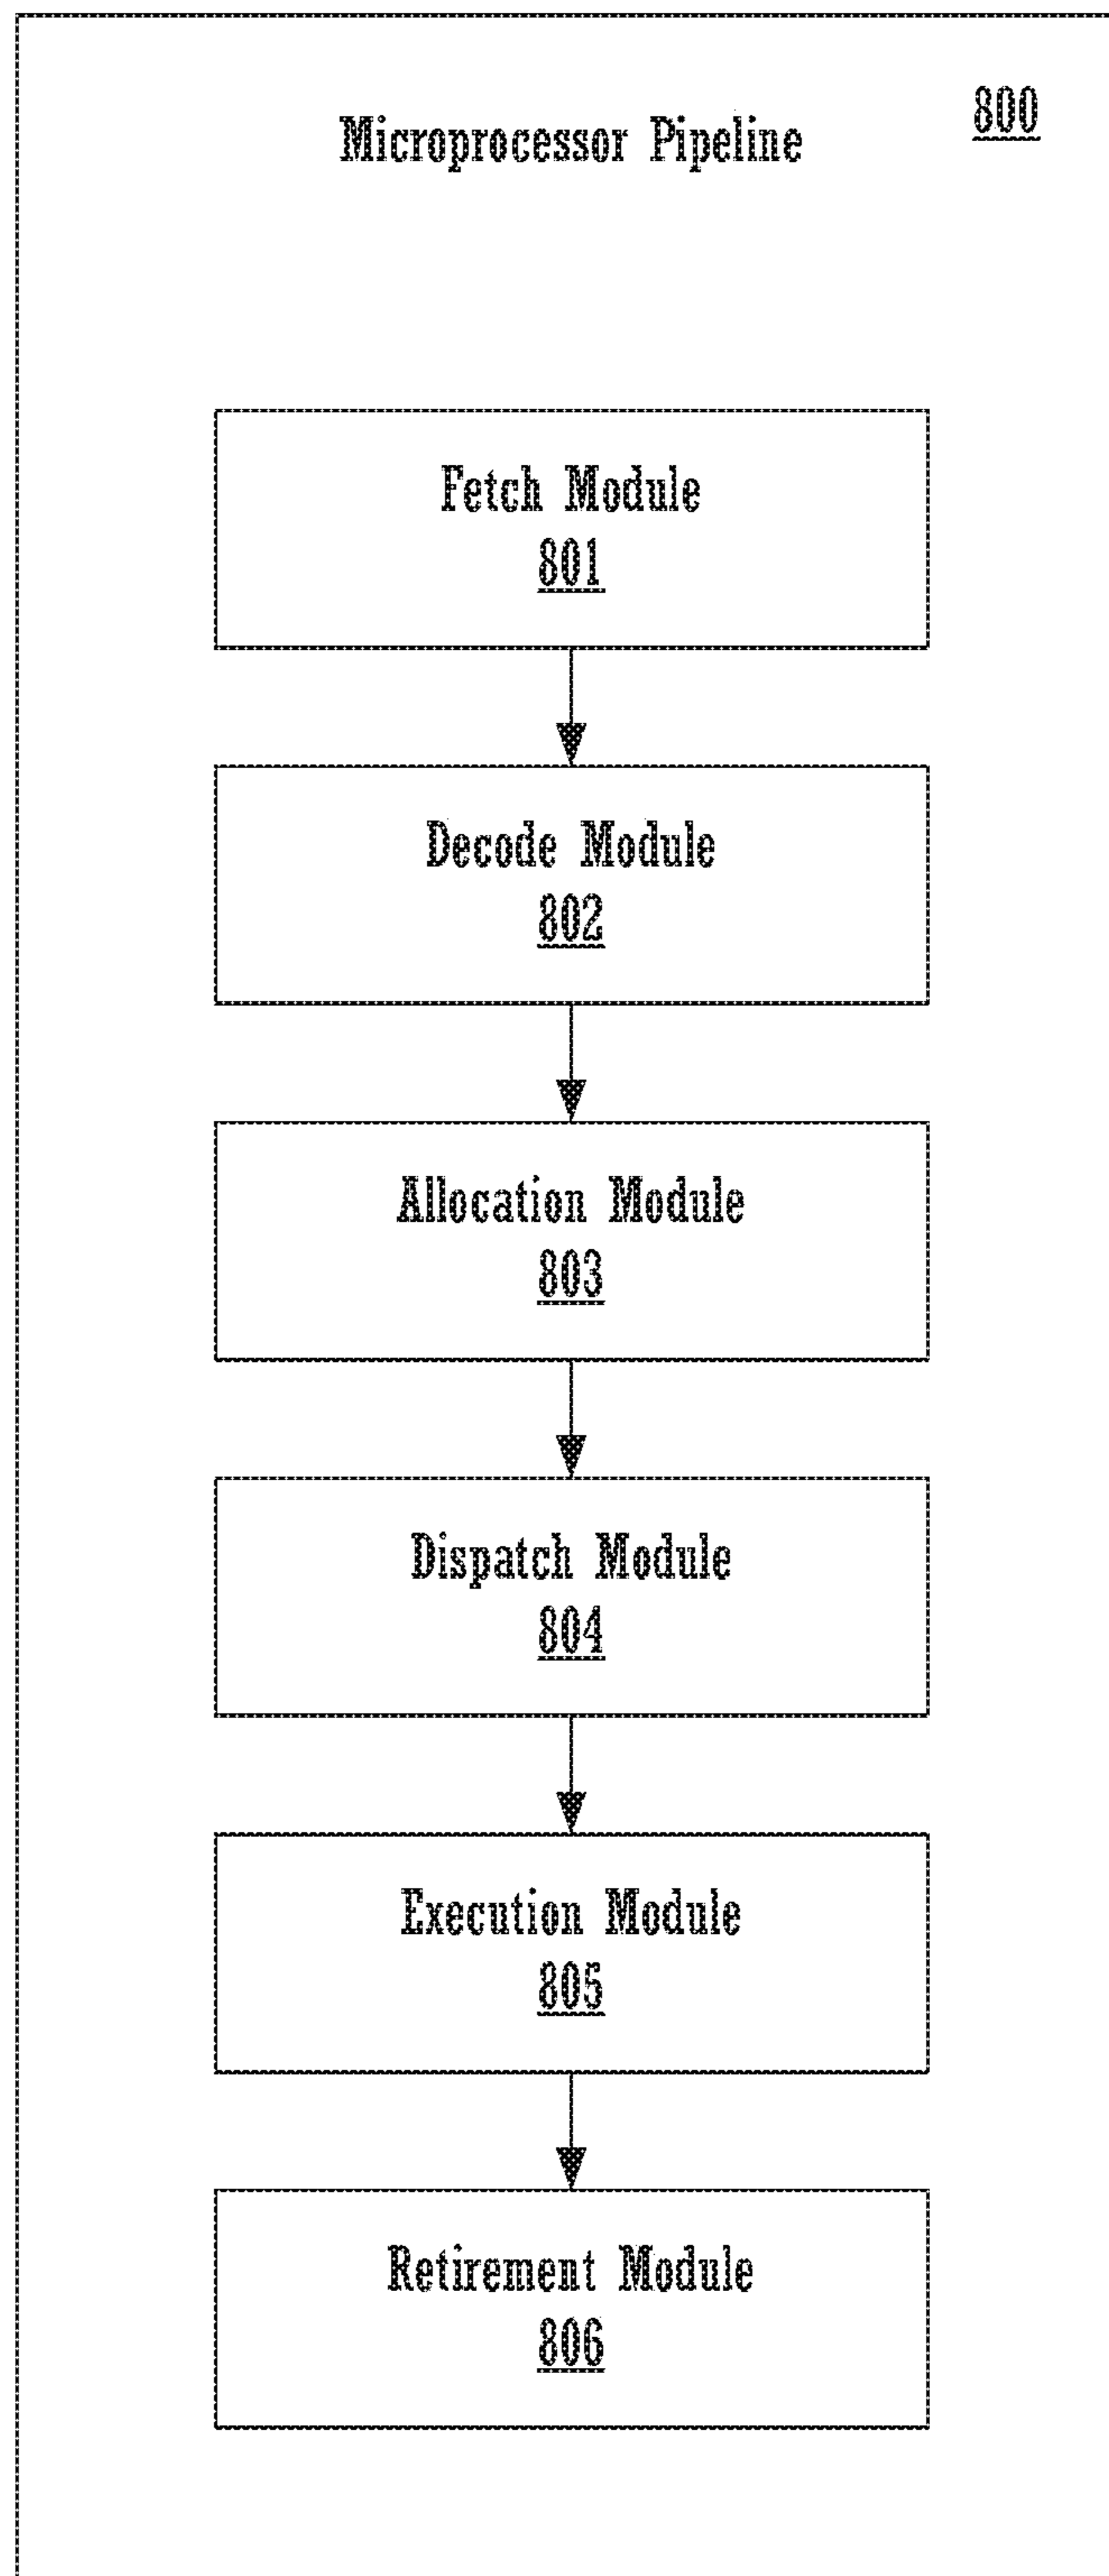 800
Microprocessor Pipeline
Fetch Module
801
Decode Module
802
Allocation Module
803
Dispatch Module
804
Execution Module
805
Retirement Module
806